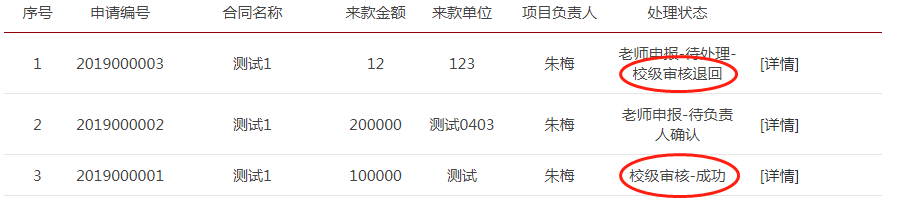 序号 申请编号 合同名称 来款金额 来款单位 项目负责人 处理状态
1 2019000003 测试1 12 123 朱梅 老师申报-待处理-
校级审核退回 [详情]
2 2019000002 测试1 200000 测试0403 朱梅 老师申报-待负责
人确认 [详情]
3 2019000001 测试1 100000 测试 朱梅 校级审核-成功 [详情]